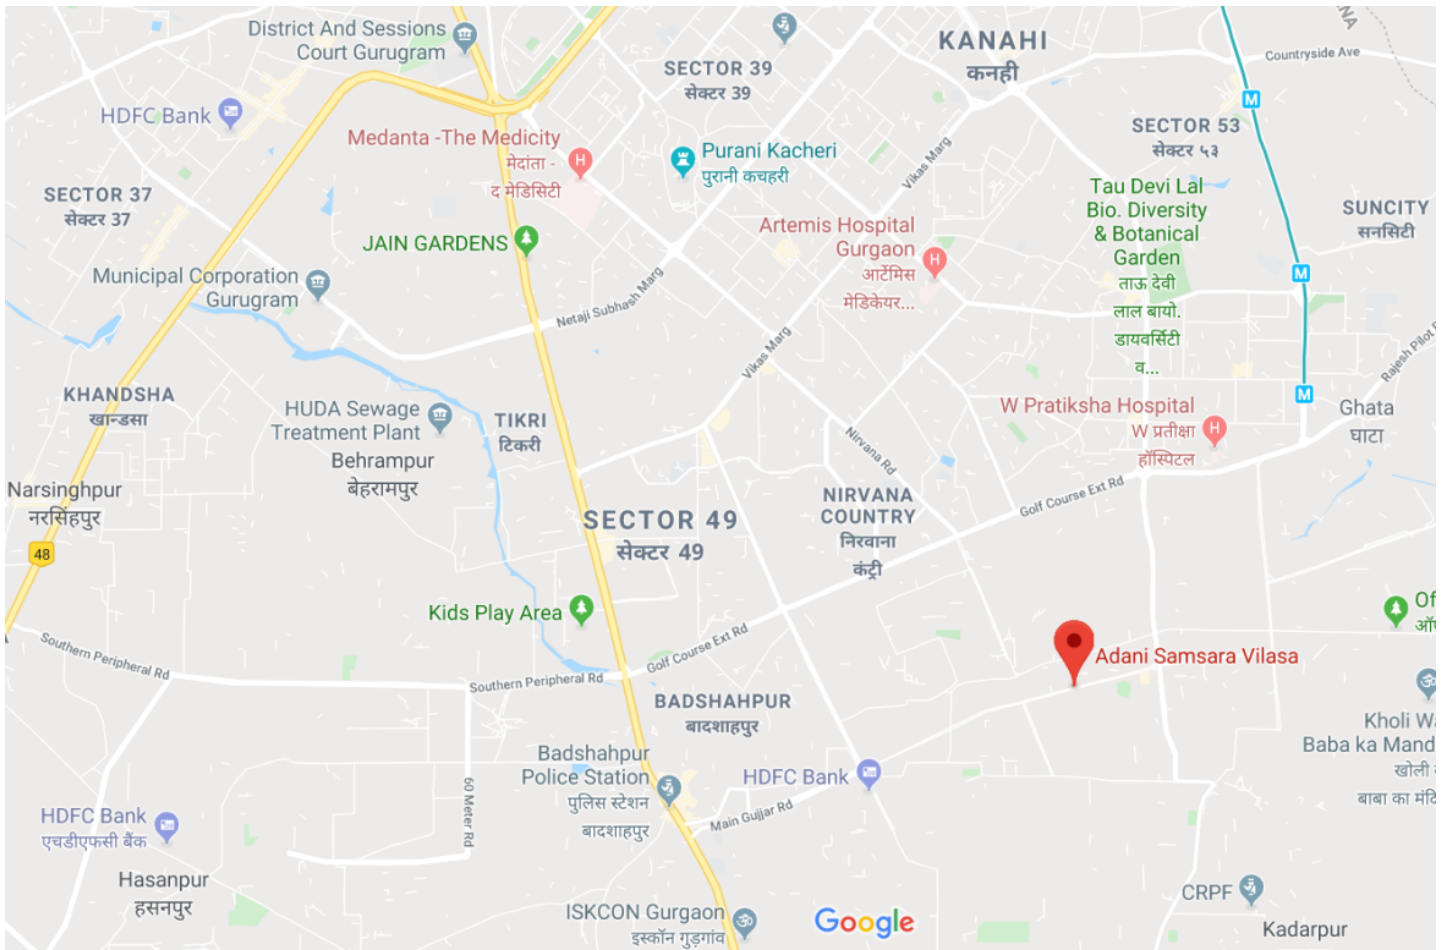 District And Sessions
Court Gurugram
HDFC Bank
SECTOR 39
सेक्टर 39
KANAHI
कनही
Countryside Ave
M
SECTOR 53
सेक्टर ५३
Medanta -The Medicity
मेदांता -
द मेडिसिटी
H
Purani Kacheri
पुरानी कचहरी
Vikas Marg
SECTOR 37
सेक्टर 37
Tau Devi Lal
Bio. Diversity
& Botanical
Garden
ताऊ देवी
लाल बायो.
डायवर्सिटी
व...
SUNCITY
सनसिटी
JAIN GARDENS
Artemis Hospital
Gurgaon
आर्टेमिस
मेडिकेयर...
H
Municipal Corporation
Gurugram
M
Netaji Subhash Marg
Vikas Marg
Rajesh Pilot
KHANDSHA
खान्डसा
HUDA Sewage
Treatment Plant
TIKRI
टिकरी
M
W Pratiksha Hospital
W प्रतीक्षा
हॉस्पिटल
H
Ghata
घाटा
Behrampur
बेहरामपुर
Nirvana Rd
Narsinghpur
नरसिंहपुर
NIRVANA
COUNTRY
निरवाना
कंट्री
Golf Course Ext Rd
48
SECTOR 49
सेक्टर 49
Kids Play Area
Southern Peripheral Rd
Golf Course Ext Rd
Adani Samsara Vilasa
Southern Peripheral Rd
BADSHAHPUR
बादशाहपुर
Kholi
Baba ka Mand
खोली
बाबा का
Badshahpur
Police Station
पुलिस स्टेशन
बादशाहपुर
HDFC Bank
60 Meter Rd
Main Gujjar Rd
HDFC Bank
एचडीएफसी बैंक
Hasanpur
हसनपुर
CRPF
ISKCON Gurgaon
इस्कॉन गुड़गांव
Google
Kadarpur